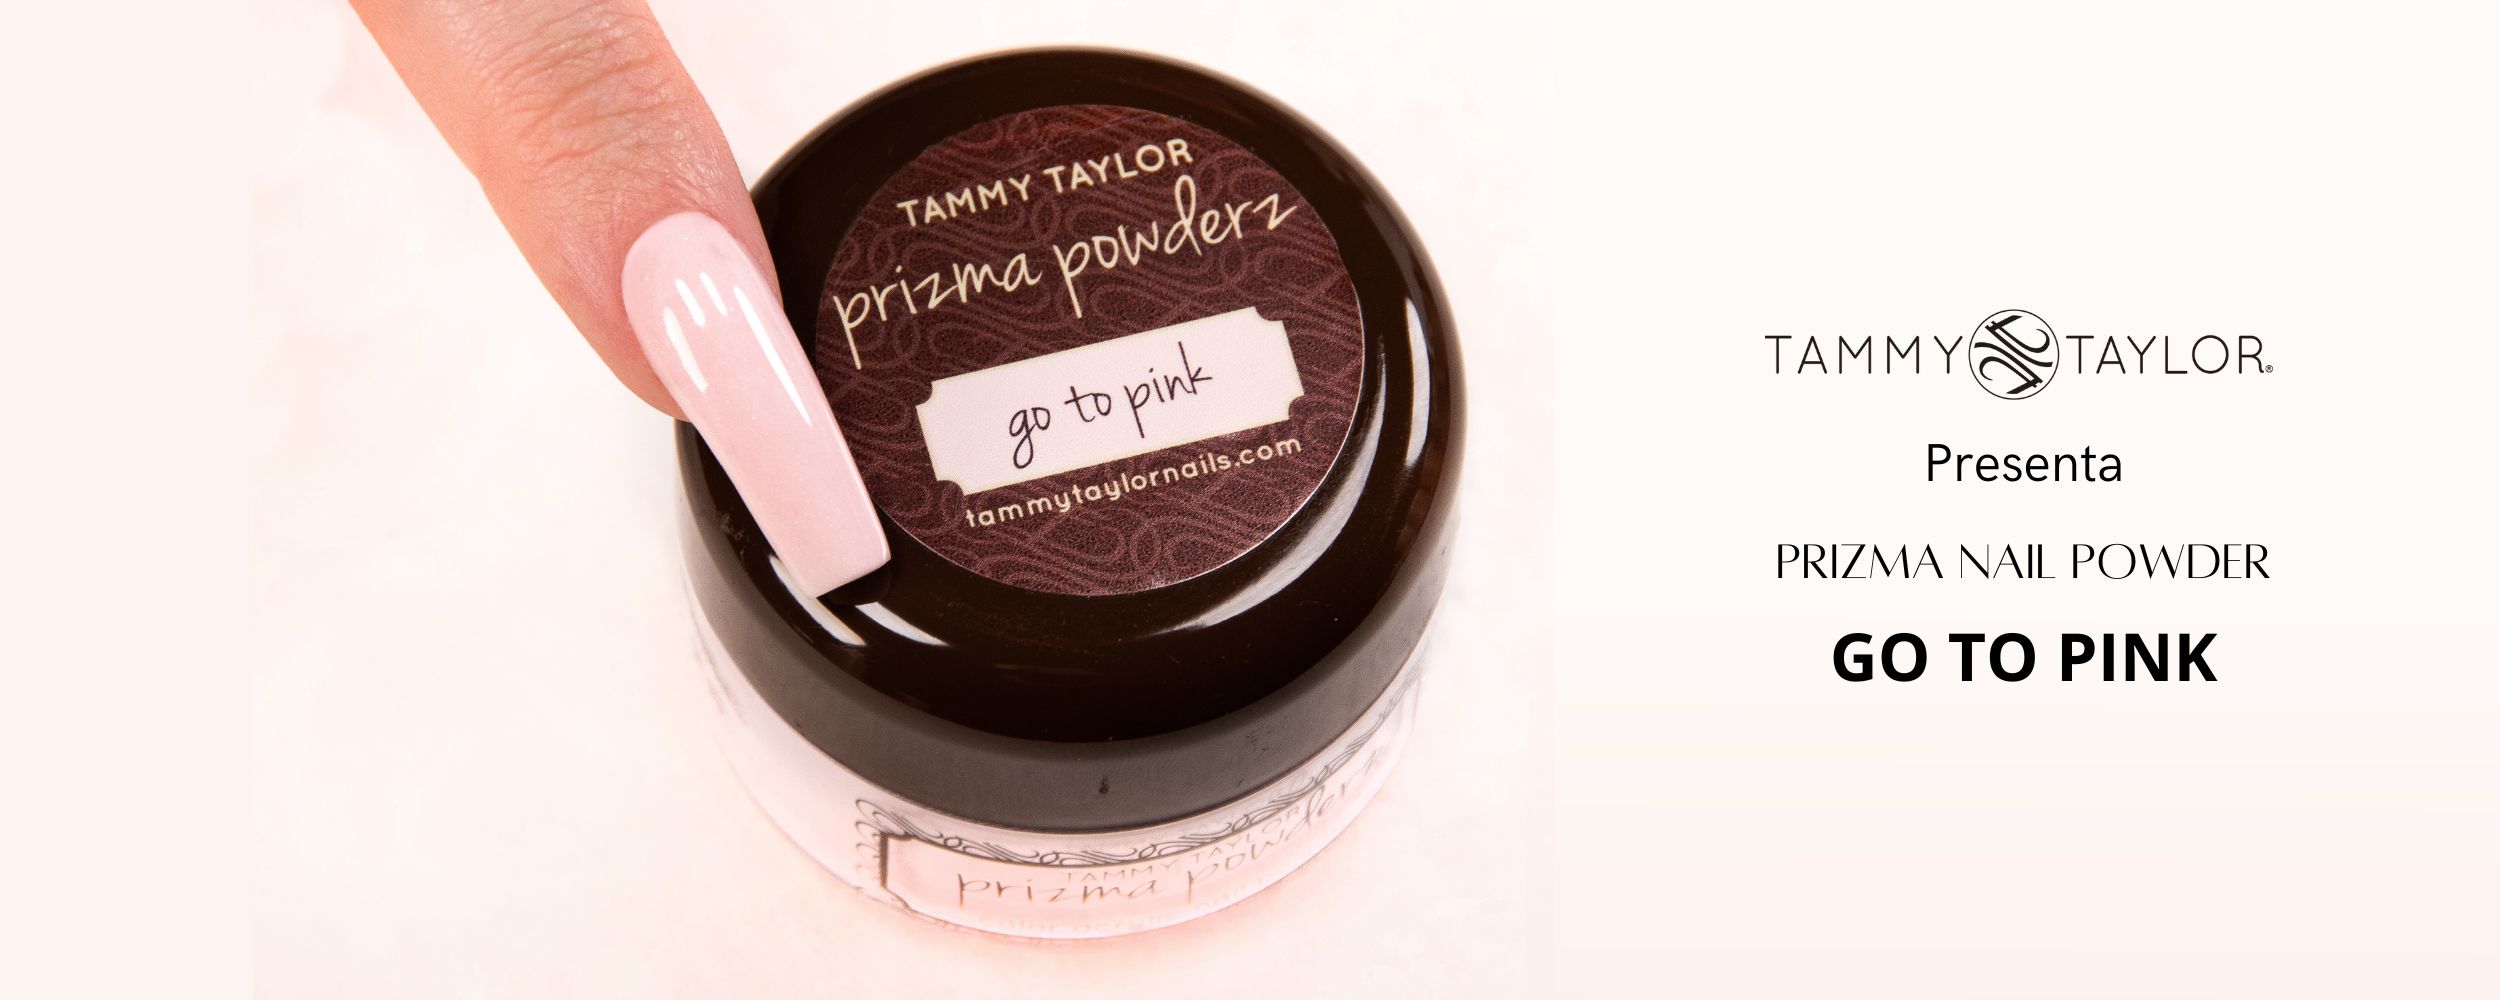 TAMMY TAYLOR
prizma powderz
go to pink
tammytaylornails.com
TAMMY TAYLOR
prizma powderz
TAMMY TAYLOR®
Presenta
PRIZMA NAIL POWDER
GO TO PINK